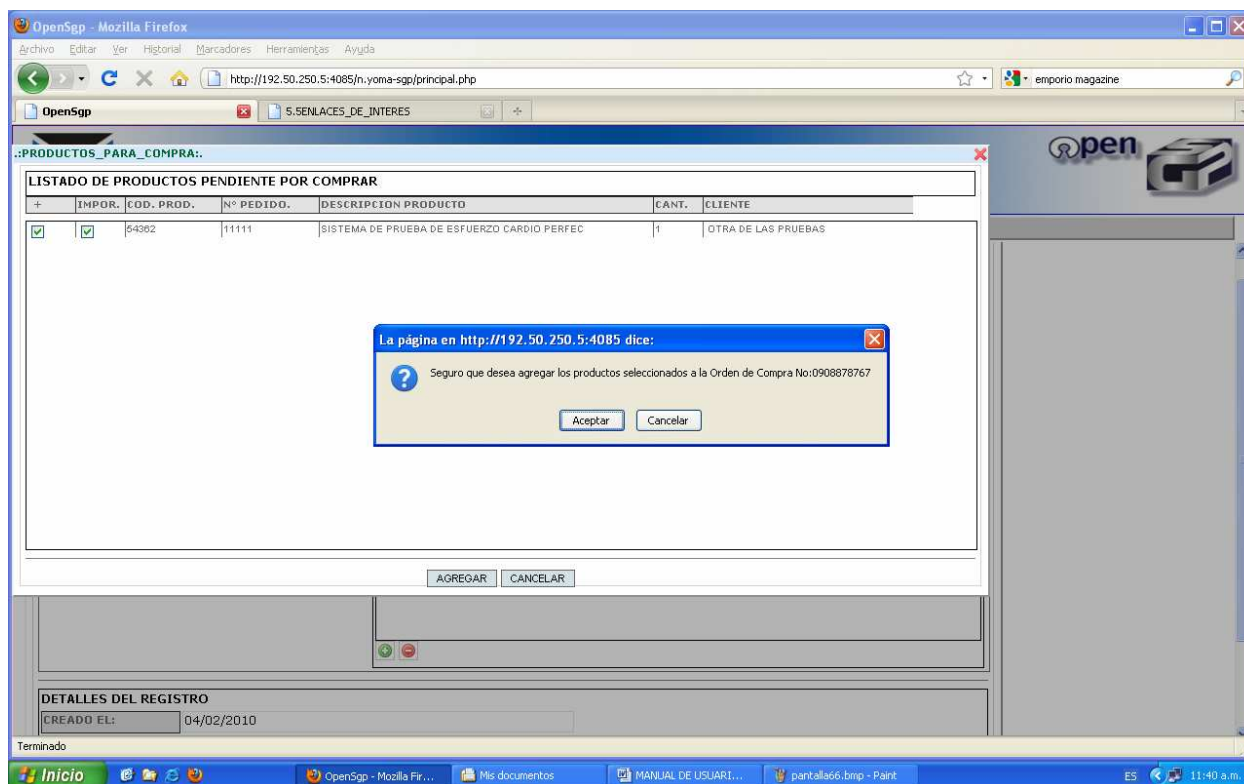 OpenSgp - Mozilla Firefox
Archivo Editar Ver Historial Marcadores Herramientas Ayuda
http://192.50.250.5:4085/n.yoma-sgp/principal.php
emporio magazine
OpenSgp
5.5ENLACES_DE_INTERES
open
.:PRODUCTOS_PARA_COMPRA:.
LISTADO DE PRODUCTOS PENDIENTE POR COMPRAR
+ IMPOR. COD. PROD. Nº PEDIDO. DESCRIPCION PRODUCTO CANT. CLIENTE
54362 11111 SISTEMA DE PRUEBA DE ESFUERZO CARDIO PERFEC 1 OTRA DE LAS PRUEBAS
La página en http://192.50.250.5:4085 dice:
Seguro que desea agregar los productos seleccionados a la Orden de Compra No:0908878767
Aceptar Cancelar
AGREGAR CANCELAR
DETALLES DEL REGISTRO
CREADO EL: 04/02/2010
Terminado
Inicio OpenSgp - Mozilla Fir... Mis documentos MANUAL DE USUARI... pantalla66.bmp - Paint ES 11:40 a.m.